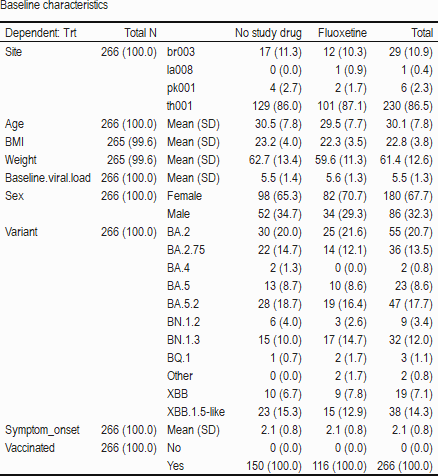 Baseline characteristics
Dependent: Trt Total N No study drug Fluoxetine Total
Site 266 (100.0) br003 17 (11.3) 12 (10.3) 29 (10.9)
la008 0 (0.0) 1 (0.9) 1 (0.4)
pk001 4 (2.7) 2 (1.7) 6 (2.3)
th001 129 (86.0) 101 (87.1) 230 (86.5)
Age 266 (100.0) Mean (SD) 30.5 (7.8) 29.5 (7.7) 30.1 (7.8)
BMI 265 (99.6) Mean (SD) 23.2 (4.0) 22.3 (3.5) 22.8 (3.8)
Weight 265 (99.6) Mean (SD) 62.7 (13.4) 59.6 (11.3) 61.4 (12.6)
Baseline.viral.load 266 (100.0) Mean (SD) 5.5 (1.4) 5.6 (1.3) 5.5 (1.3)
Sex 266 (100.0) Female 98 (65.3) 82 (70.7) 180 (67.7)
Male 52 (34.7) 34 (29.3) 86 (32.3)
Variant 266 (100.0) BA.2 30 (20.0) 25 (21.6) 55 (20.7)
BA.2.75 22 (14.7) 14 (12.1) 36 (13.5)
BA.4 2 (1.3) 0 (0.0) 2 (0.8)
BA.5 13 (8.7) 10 (8.6) 23 (8.6)
BA.5.2 28 (18.7) 19 (16.4) 47 (17.7)
BN.1.2 6 (4.0) 3 (2.6) 9 (3.4)
BN.1.3 15 (10.0) 17 (14.7) 32 (12.0)
BQ.1 1 (0.7) 2 (1.7) 3 (1.1)
Other 0 (0.0) 2 (1.7) 2 (0.8)
XBB 10 (6.7) 9 (7.8) 19 (7.1)
XBB.1.5-like 23 (15.3) 15 (12.9) 38 (14.3)
Symptom_onset 266 (100.0) Mean (SD) 2.1 (0.8) 2.1 (0.8) 2.1 (0.8)
Vaccinated 266 (100.0) No 0 (0.0) 0 (0.0) 0 (0.0)
Yes 150 (100.0) 116 (100.0) 266 (100.0)